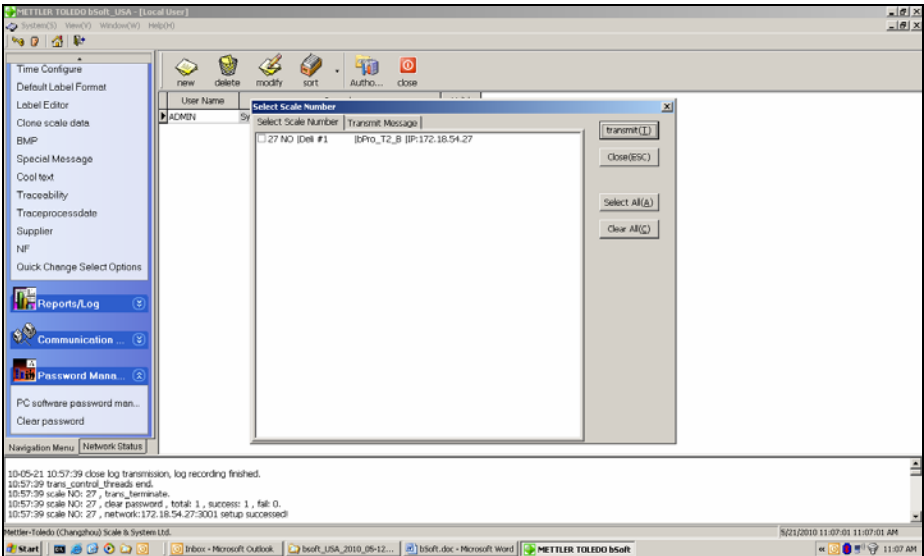 METTLER TOLEDO bSoft_USA - [Local User]
System(S) View(V) Window(W) Help(H)
new delete modify sort Autho... close
Time Configure
Default Label Format
Label Editor
Clone scale data
BMP
Special Message
Cool text
Traceability
Traceprocessdate
Supplier
NF
Quick Change Select Options
Reports/Log
Communication ...
Password Mana...
PC software password man...
Clear password
Navigation Menu Network Status
User Name
ADMIN Sy
Select Scale Number
Select Scale Number Transmit Message
27 NO |Deli #1 |bPro_T2_B |IP:172.18.54.27
transmit(T)
Close(ESC)
Select All(A)
Clear All(C)
10-05-21 10:57:39 close log transmission, log recording finished.
10:57:39 trans_control_threads end.
10:57:39 scale NO: 27 , trans_terminate.
10:57:39 scale NO: 27 , clear password , total: 1 , success: 1 , fail: 0.
10:57:39 scale NO: 27 , network:172.18.54.27:3001 setup successed!
Mettler-Toledo (Changzhou) Scale & System Ltd. 5/21/2010 11:07:01 11:07:01 AM
Start Inbox - Microsoft Outlook bsoft_USA_2010_05-12... bSoft.doc - Microsoft Word METTLER TOLEDO bSoft 11:07 AM